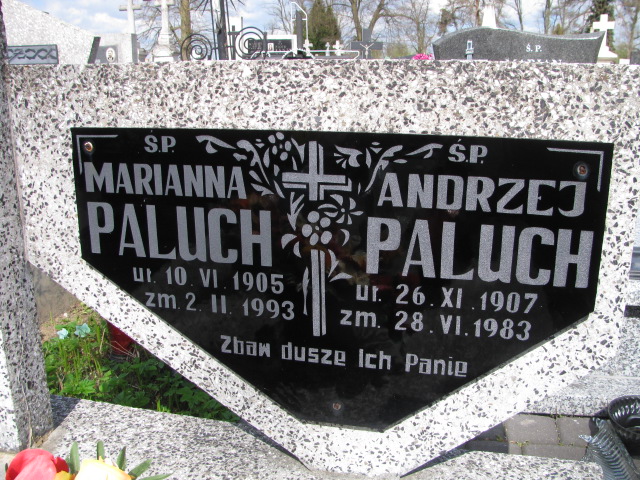 Ś.P.
Ś.P.
MARIANNA
PALUCH
ur. 10. VI. 1905
zm. 2. II. 1993
Ś.P.
ANDRZEJ
PALUCH
ur. 26. XI. 1907
zm. 28. VI. 1983
Zbaw duszę Ich Panie